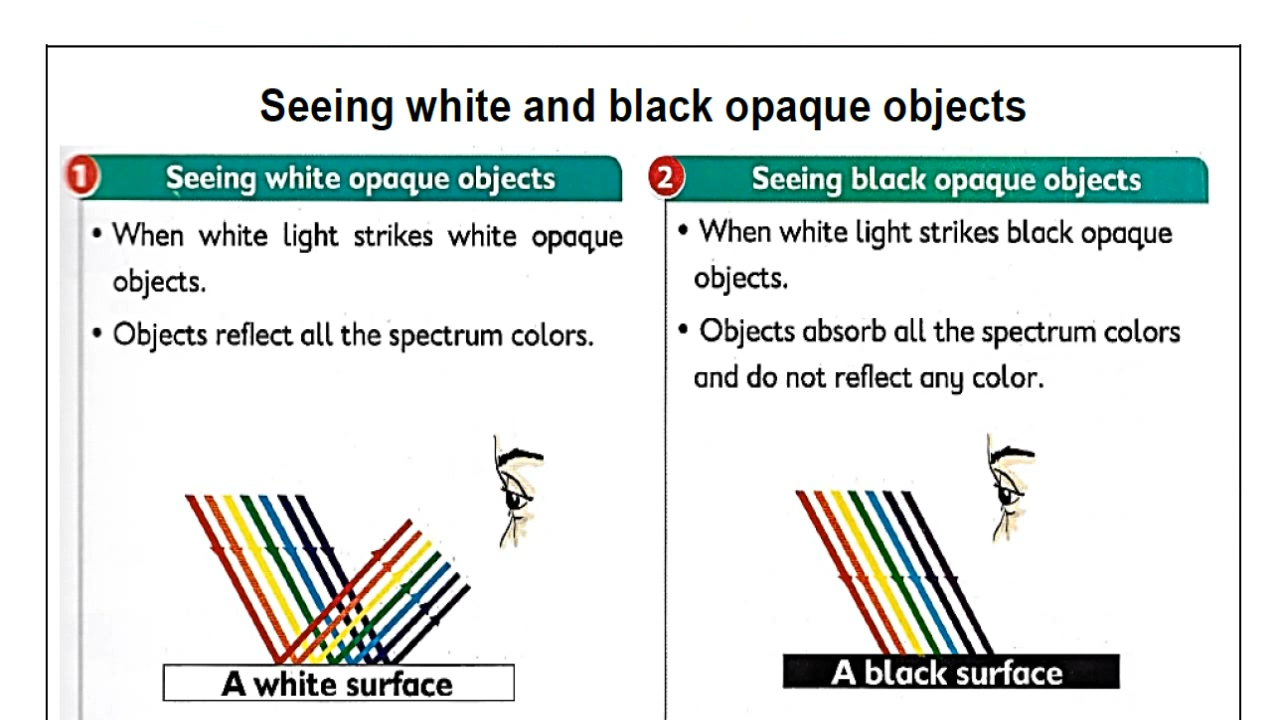 Seeing white and black opaque objects
1 Seeing white opaque objects
• When white light strikes white opaque
objects.
• Objects reflect all the spectrum colors.
A white surface
2 Seeing black opaque objects
• When white light strikes black opaque
objects.
• Objects absorb all the spectrum colors
and do not reflect any color.
A black surface